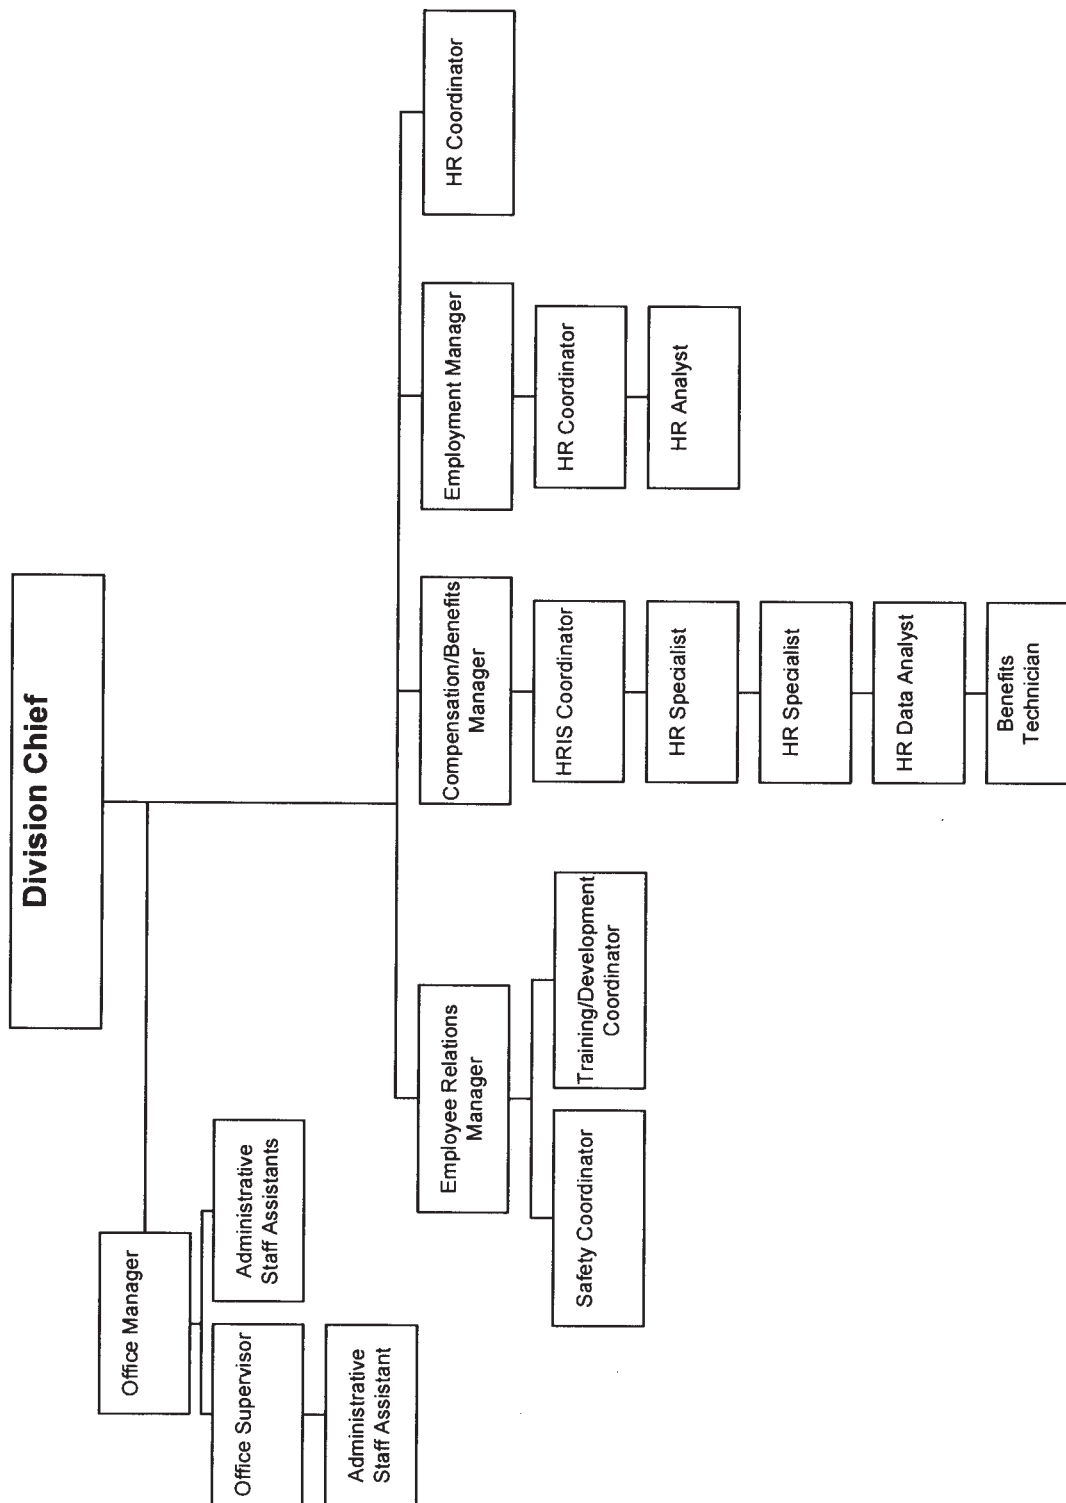 Division Chief
Office Manager
Office Supervisor
Administrative
Staff Assistants
Administrative
Staff Assistant
Employee Relations
Manager
Compensation/Benefits
Manager
Employment Manager
HR Coordinator
Safety Coordinator
Training/Development
Coordinator
HRIS Coordinator
HR Specialist
HR Specialist
HR Data Analyst
Benefits
Technician
HR Coordinator
HR Analyst